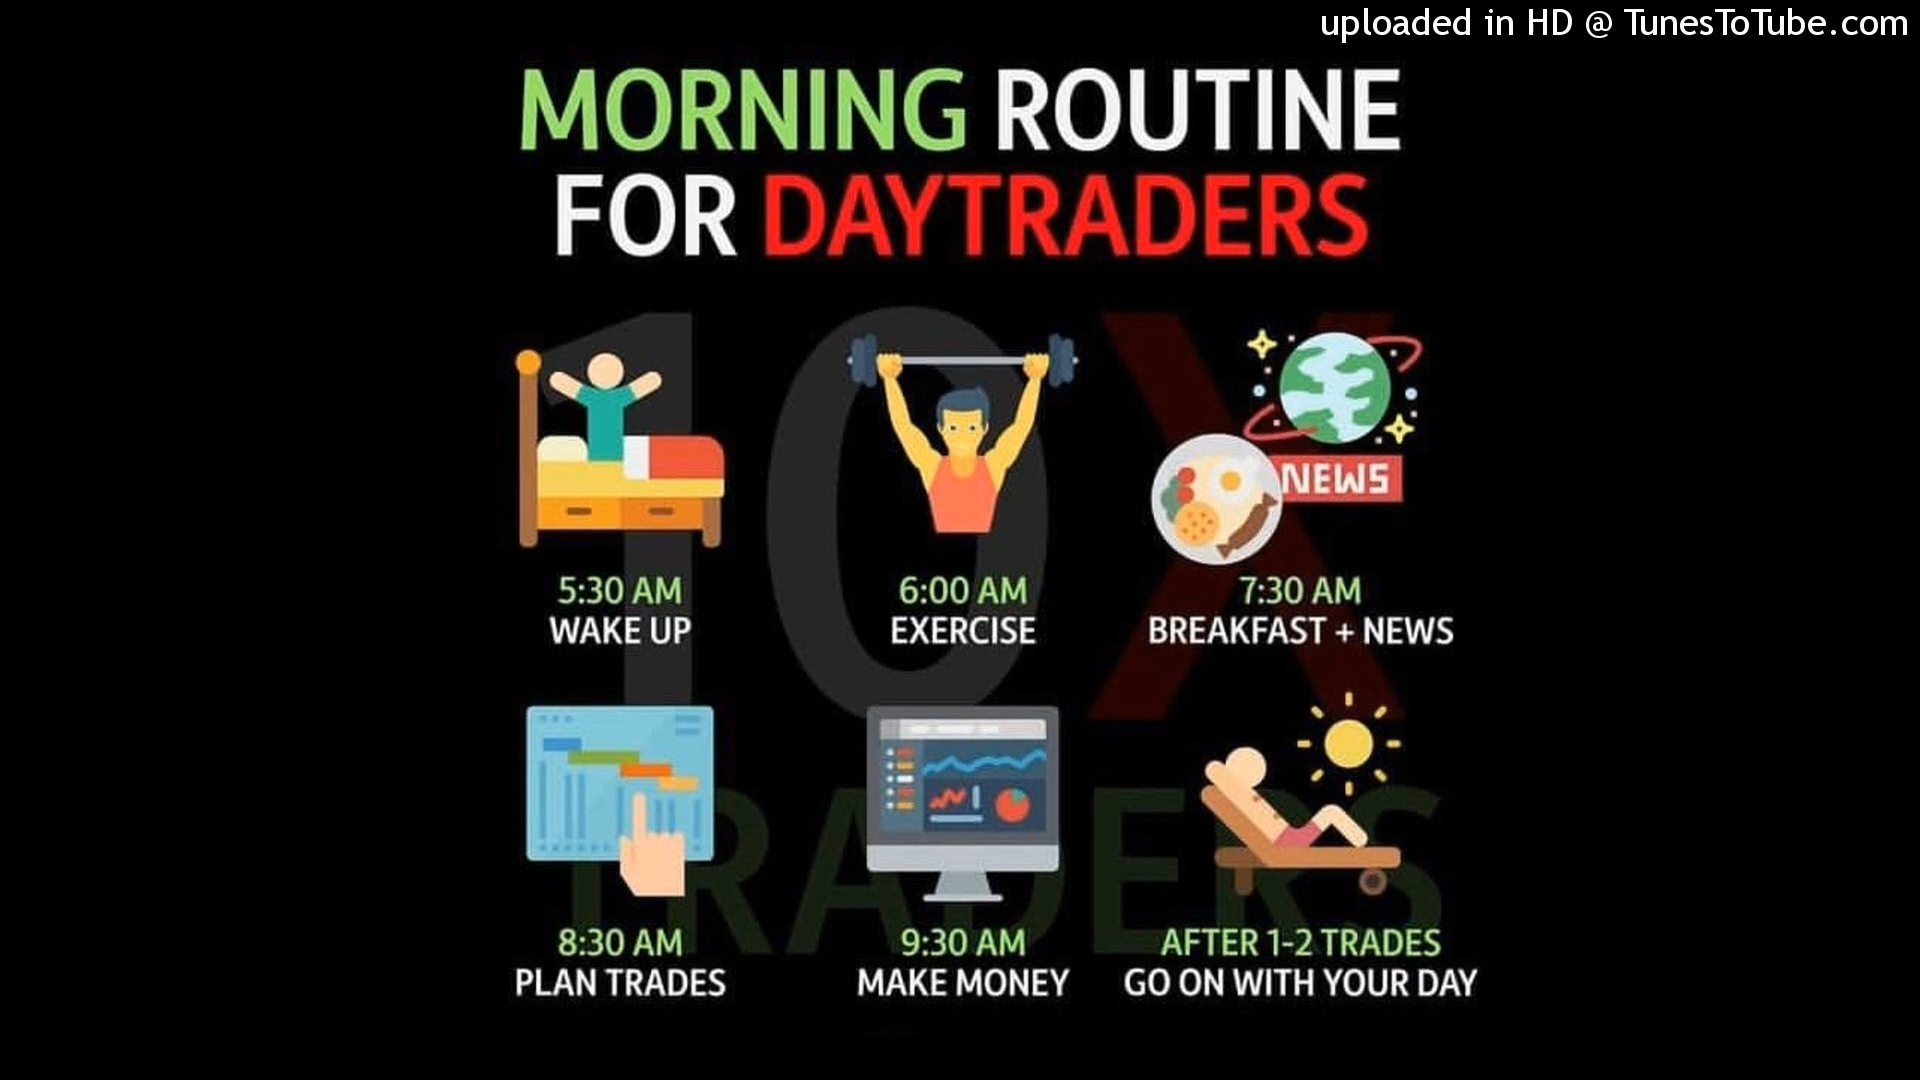 uploaded in HD @ TunesToTube.com
MORNING ROUTINE
FOR DAYTRADERS
10X
TRADERS
NEWS
5:30 AM
WAKE UP
6:00 AM
EXERCISE
7:30 AM
BREAKFAST + NEWS
8:30 AM
PLAN TRADES
9:30 AM
MAKE MONEY
AFTER 1-2 TRADES
GO ON WITH YOUR DAY